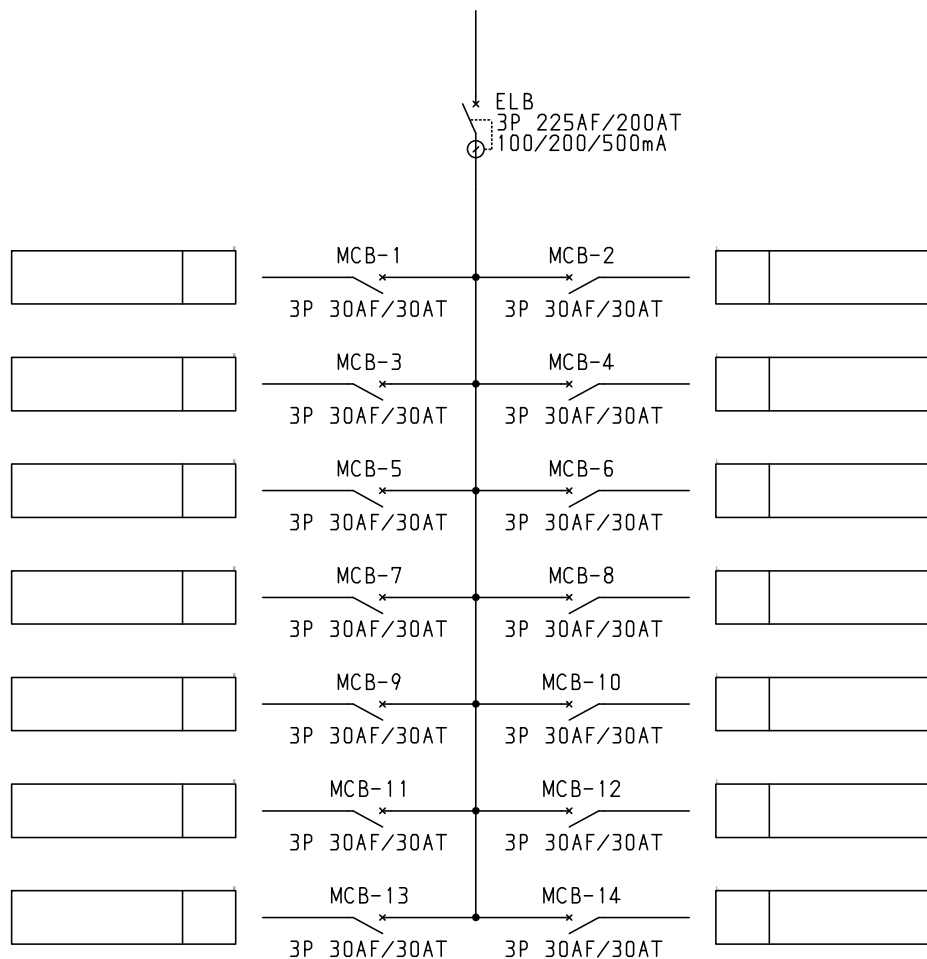 ELB
3P 225AF/200AT
100/200/500mA
MCB-1 MCB-2
3P 30AF/30AT 3P 30AF/30AT
MCB-3 MCB-4
3P 30AF/30AT 3P 30AF/30AT
MCB-5 MCB-6
3P 30AF/30AT 3P 30AF/30AT
MCB-7 MCB-8
3P 30AF/30AT 3P 30AF/30AT
MCB-9 MCB-10
3P 30AF/30AT 3P 30AF/30AT
MCB-11 MCB-12
3P 30AF/30AT 3P 30AF/30AT
MCB-13 MCB-14
3P 30AF/30AT 3P 30AF/30AT